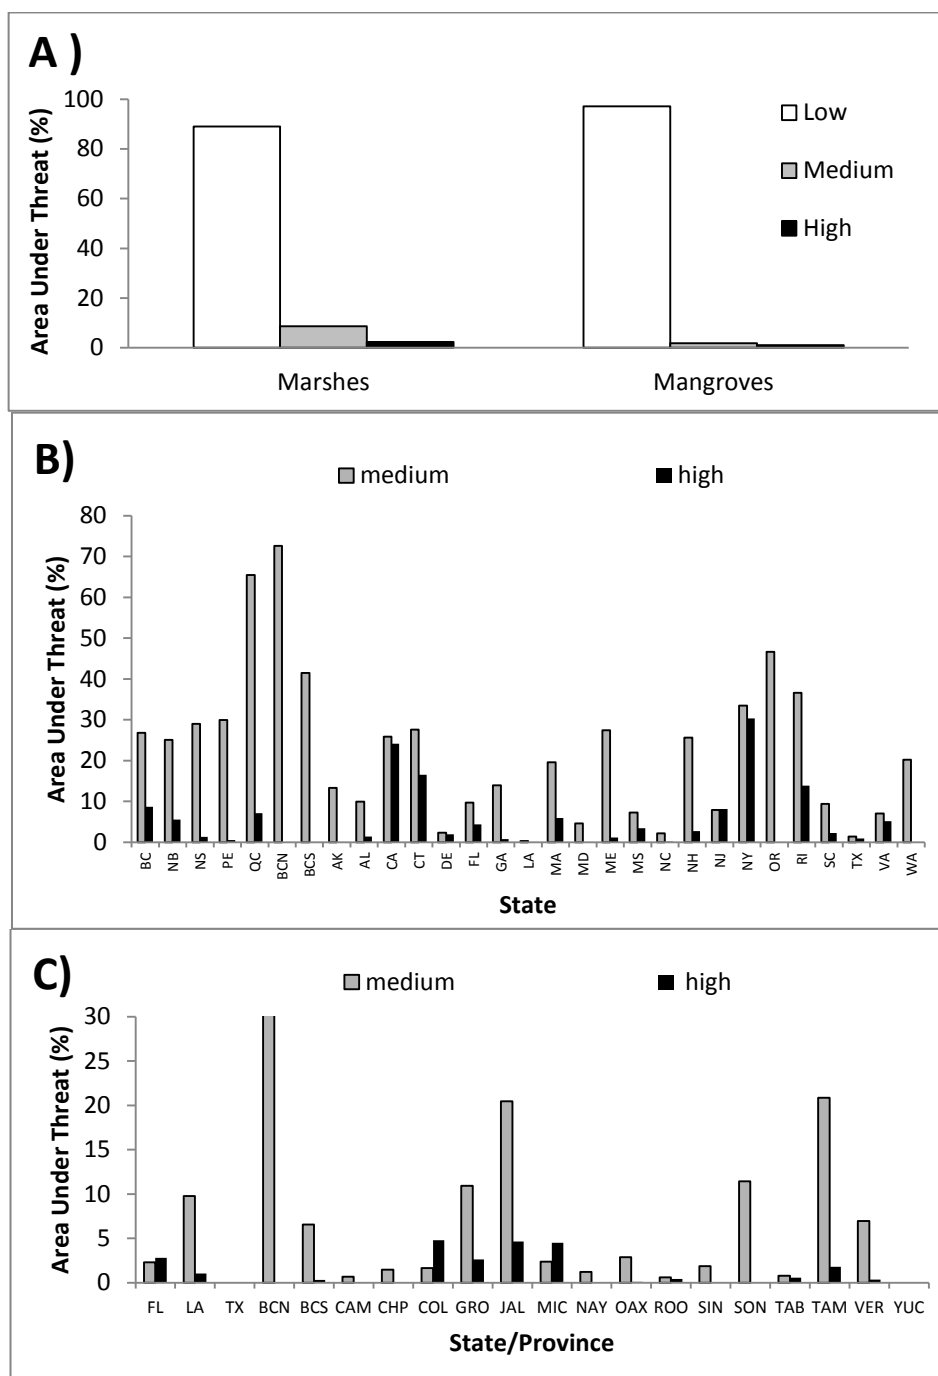 A )
Area Under Threat (%)
100
80
60
40
20
0
Low
Medium
High
Marshes Mangroves
B)
medium high
Area Under Threat (%)
80
70
60
50
40
30
20
10
0
BC NB NS PE QC BCN BCS AK AL CA CT DE FL GA LA MA MD ME MS NC NH NJ NY OR RI SC TX VA WA
State
C)
medium high
Area Under Threat (%)
30
25
20
15
10
5
0
FL LA TX BCN BCS CAM CHP COL GRO JAL MIC NAY OAX ROO SIN SON TAB TAM VER YUC
State/Province